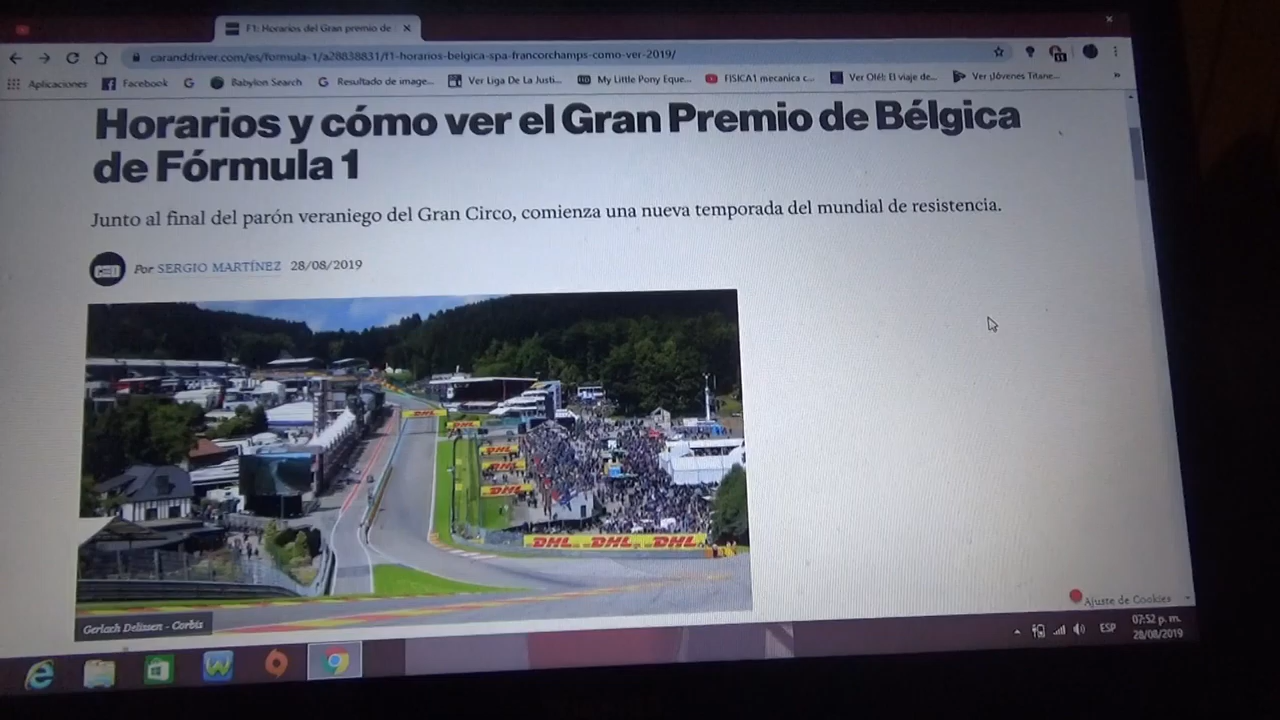 F1: Horarios del Gran premio de
caranddriver.com/es/formula-1/a28838831/f1-horarios-belgica-spa-francorchamps-como-ver-2019/
Aplicaciones Facebook Babylon Search Resultado de image... Ver Liga De La Justi... My Little Pony Eque... FISICA1 mecanica c... Ver Olé!: El viaje de... Ver ¡Jóvenes Titane...
Horarios y cómo ver el Gran Premio de Bélgica
de Fórmula 1
Junto al final del parón veraniego del Gran Circo, comienza una nueva temporada del mundial de resistencia.
Por SERGIO MARTÍNEZ 28/08/2019
DHL
DHL
DHL
DHL
DHL
DHL DHL DHL
Gerlach Delissen - Corbis
Ajuste de Cookies
ESP
07:52 p. m.
28/08/2019